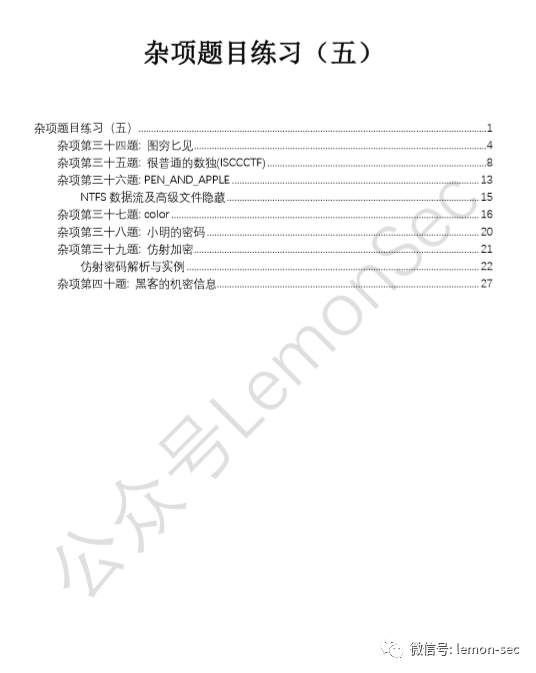 杂项题目练习（五）
杂项题目练习（五）........................1
杂项第三十四题: 图穷匕见........................4
杂项第三十五题: 很普通的数独(ISCCCTF)........................8
杂项第三十六题: PEN_AND_APPLE........................13
NTFS 数据流及高级文件隐藏........................15
杂项第三十七题: color........................16
杂项第三十八题: 小明的密码........................20
杂项第三十九题: 仿射加密........................21
仿射密码解析与实例........................22
杂项第四十题: 黑客的机密信息........................27
公众号LemonSec
微信号: lemon-sec